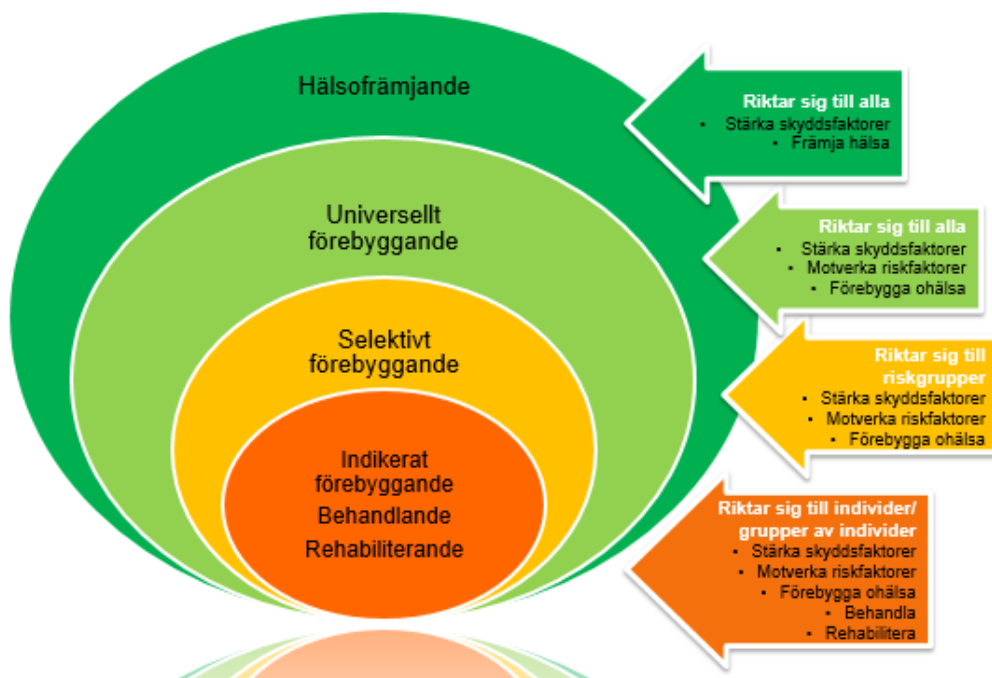 Hälsofrämjande
Universellt
förebyggande
Selektivt
förebyggande
Indikerat
förebyggande
Behandlande
Rehabiliterande
Riktar sig till alla
• Stärka skyddsfaktorer
• Främja hälsa
Riktar sig till alla
• Stärka skyddsfaktorer
• Motverka riskfaktorer
• Förebygga ohälsa
Riktar sig till
riskgrupper
• Stärka skyddsfaktorer
• Motverka riskfaktorer
• Förebygga ohälsa
Riktar sig till individer/
grupper av individer
• Stärka skyddsfaktorer
• Motverka riskfaktorer
• Förebygga ohälsa
• Behandla
• Rehabilitera